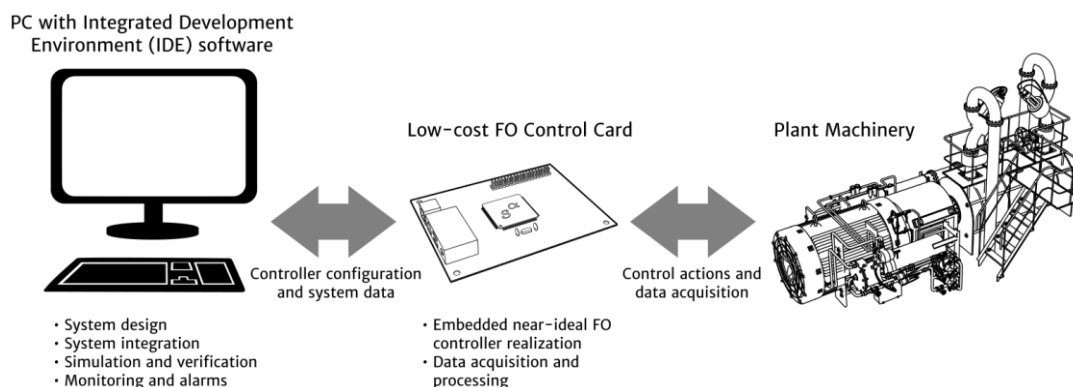 PC with Integrated Development
Environment (IDE) software
Low-cost FO Control Card
Plant Machinery
sα
Controller configuration
and system data
Control actions and
data acquisition
• System design
• System integration
• Simulation and verification
• Monitoring and alarms
• Embedded near-ideal FO
controller realization
• Data acquisition and
processing